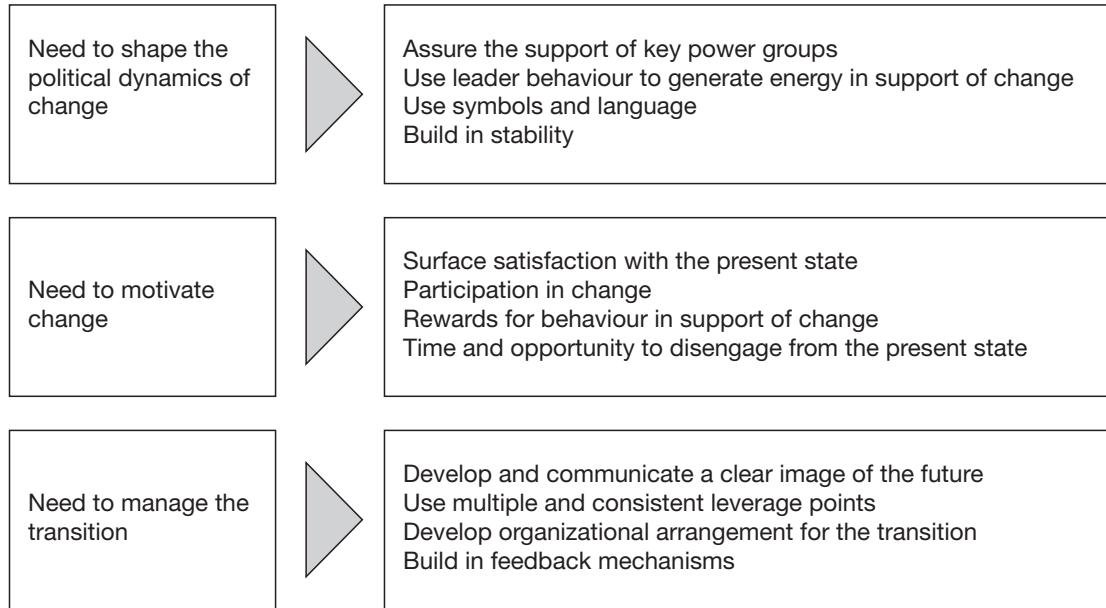 Need to shape the
political dynamics of
change
Assure the support of key power groups
Use leader behaviour to generate energy in support of change
Use symbols and language
Build in stability
Need to motivate
change
Surface satisfaction with the present state
Participation in change
Rewards for behaviour in support of change
Time and opportunity to disengage from the present state
Need to manage the
transition
Develop and communicate a clear image of the future
Use multiple and consistent leverage points
Develop organizational arrangement for the transition
Build in feedback mechanisms